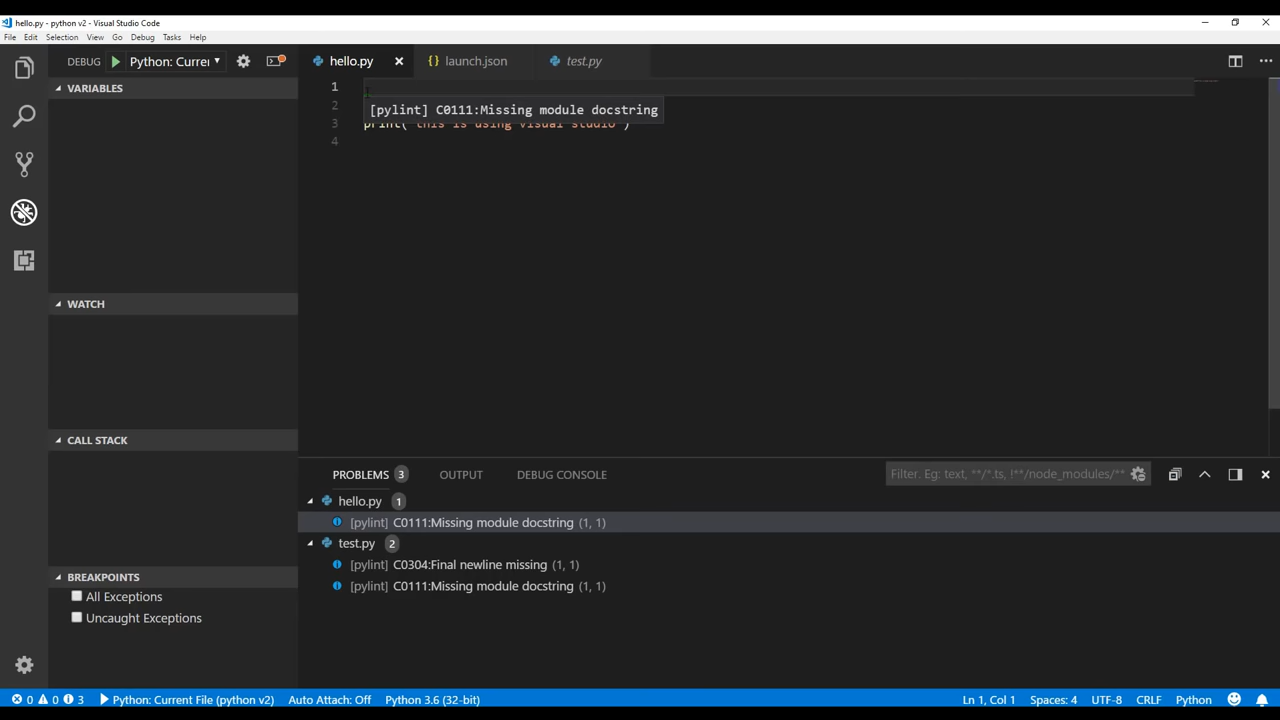 hello.py - python v2 - Visual Studio Code
File Edit Selection View Go Debug Tasks Help
DEBUG Python: Currei
hello.py launch.json test.py
VARIABLES
1
[pylint] C0111:Missing module docstring
2
3 print("this is using visual studio")
4
WATCH
CALL STACK
PROBLEMS 3 OUTPUT DEBUG CONSOLE Filter. Eg: text, **/*.ts, !**/node_modules/**
hello.py 1
[pylint] C0111:Missing module docstring (1, 1)
test.py 2
[pylint] C0304:Final newline missing (1, 1)
[pylint] C0111:Missing module docstring (1, 1)
BREAKPOINTS
All Exceptions
Uncaught Exceptions
0 0 3 Python: Current File (python v2) Auto Attach: Off Python 3.6 (32-bit) Ln 1, Col 1 Spaces: 4 UTF-8 CRLF Python